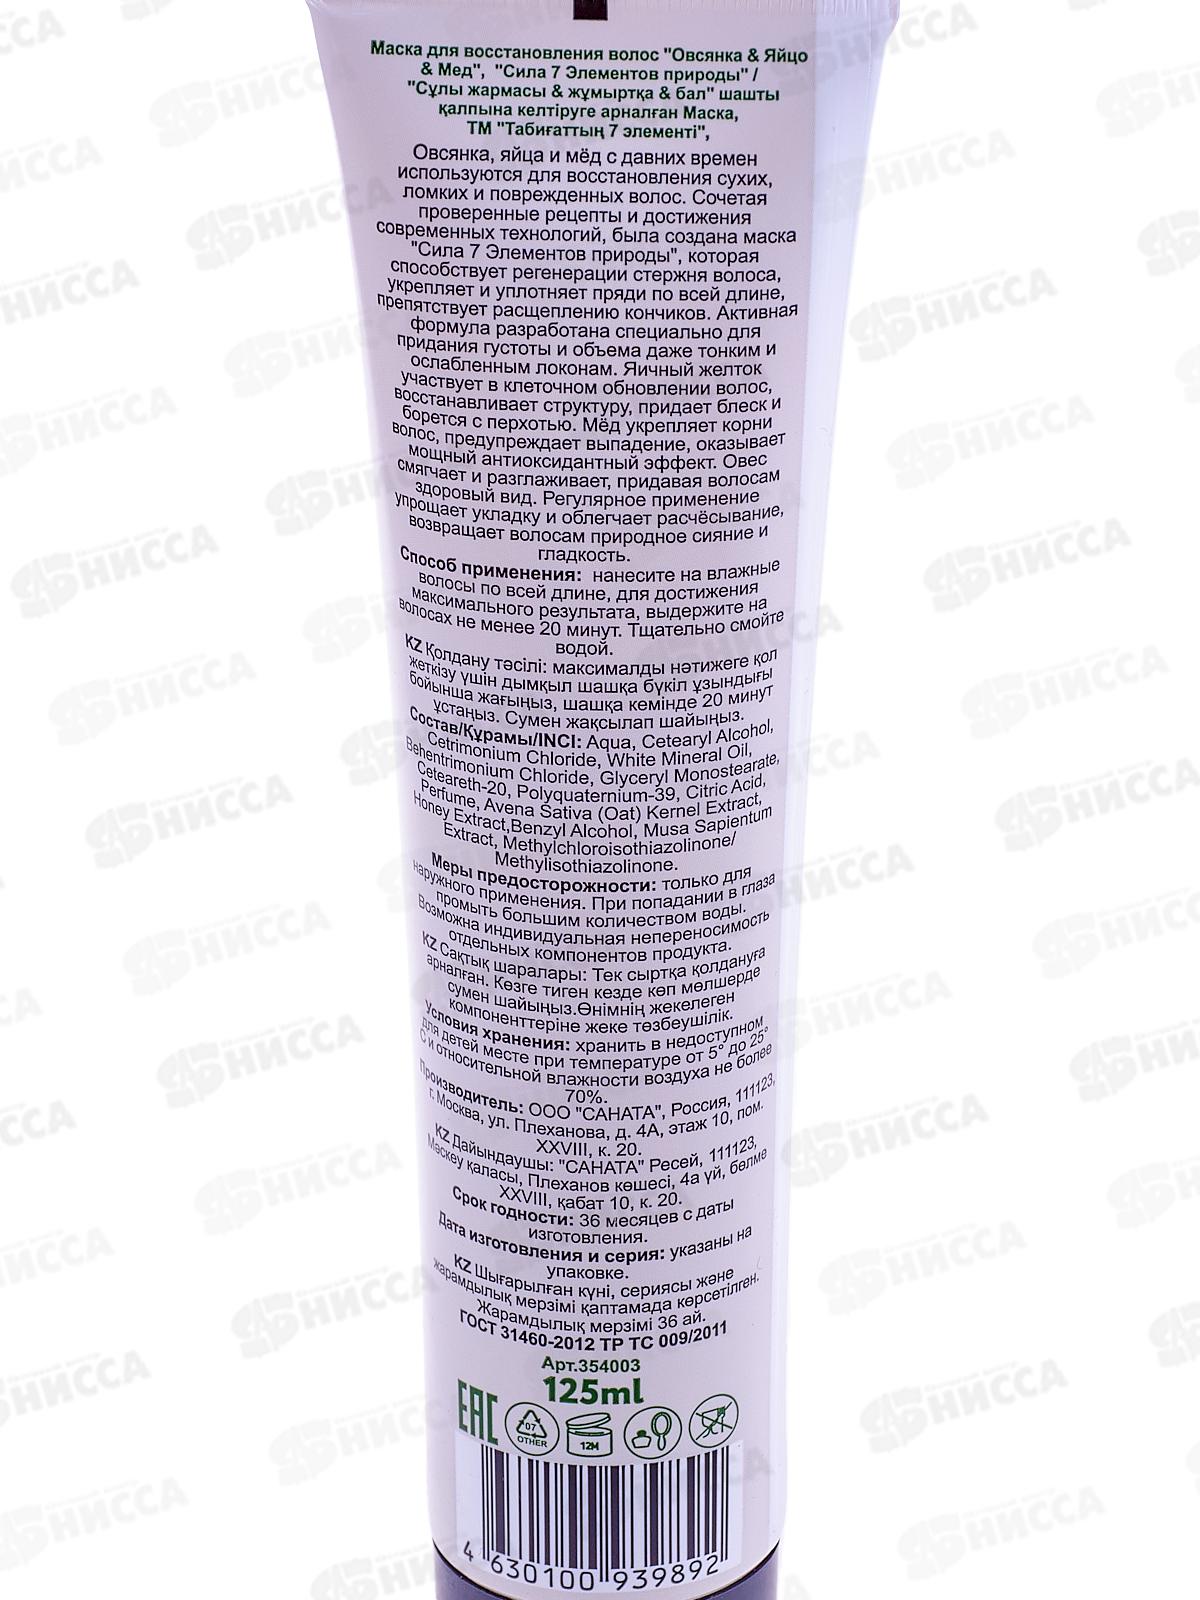 Маска для восстановления волос "Овсянка & Яйцо
& Мед", "Сила 7 Элементов природы" /
"Сұлы жармасы & жұмыртқа & бал" шашты
қалпына келтіруге арналған Маска,
ТМ "Табиғаттың 7 элементі",
Овсянка, яйца и мёд с давних времен
используются для восстановления сухих,
ломких и поврежденных волос. Сочетая
проверенные рецепты и достижения
современных технологий, была создана маска
"Сила 7 Элементов природы", которая
способствует регенерации стержня волоса,
укрепляет и уплотняет пряди по всей длине,
препятствует расщеплению кончиков. Активная
формула разработана специально для
придания густоты и объема даже тонким и
ослабленным локонам. Яичный желток
участвует в клеточном обновлении волос,
восстанавливает структуру, придает блеск и
борется с перхотью. Мёд укрепляет корни
волос, предупреждает выпадение, оказывает
мощный антиоксидантный эффект. Овес
смягчает и разглаживает, придавая волосам
здоровый вид. Регулярное применение
упрощает укладку и облегчает расчёсывание,
возвращает волосам природное сияние и
гладкость.
Способ применения: нанесите на влажные
волосы по всей длине, для достижения
максимального результата, выдержите на
волосах не менее 20 минут. Тщательно смойте
водой.
KZ Қолдану тәсілі: максималды нәтижеге қол
жеткізу үшін дымқыл шашқа бүкіл ұзындығы
бойынша жағыңыз, шашқа кемінде 20 минут
ұстаңыз. Сумен жақсылап шайыңыз.
Состав/Құрамы/INCI: Aqua, Cetearyl Alcohol,
Cetrimonium Chloride, White Mineral Oil,
Behentrimonium Chloride, Glyceryl Monostearate,
Ceteareth-20, Polyquaternium-39, Citric Acid,
Perfume, Avena Sativa (Oat) Kernel Extract,
Honey Extract,Benzyl Alcohol, Musa Sapientum
Extract, Methylchloroisothiazolinone/
Methylisothiazolinone.
Меры предосторожности: только для
наружного применения. При попадании в глаза
промыть большим количеством воды.
Возможна индивидуальная непереносимость
отдельных компонентов продукта.
KZ Сақтық шаралары: Тек сыртқа қолдануға
арналған. Көзге тиген кезде көп мөлшерде
сумен шайыңыз.Өнімнің жекелеген
компоненттеріне жеке төзбеушілік.
Условия хранения: хранить в недоступном
для детей месте при температуре от 5° до 25°
С и относительной влажности воздуха не более
70%.
Производитель: ООО "САНАТА", Россия, 111123,
г. Москва, ул. Плеханова, д. 4А, этаж 10, пом.
XXVIII, к. 20.
KZ Дайындаушы: "САНАТА" Ресей, 111123,
Мәскеу қаласы, Плеханов көшесі, 4а үй, бөлме
XXVIII, қабат 10, к. 20.
Срок годности: 36 месяцев с даты
изготовления.
Дата изготовления и серия: указаны на
упаковке.
KZ Шығарылған күні, сериясы және
жарамдылық мерзімі қаптамада көрсетілген.
Жарамдылық мерзімі 36 ай.
ГОСТ 31460-2012 ТР ТС 009/2011
Арт.354003
125ml
EAC
07
OTHER
12M
4 630100 939892